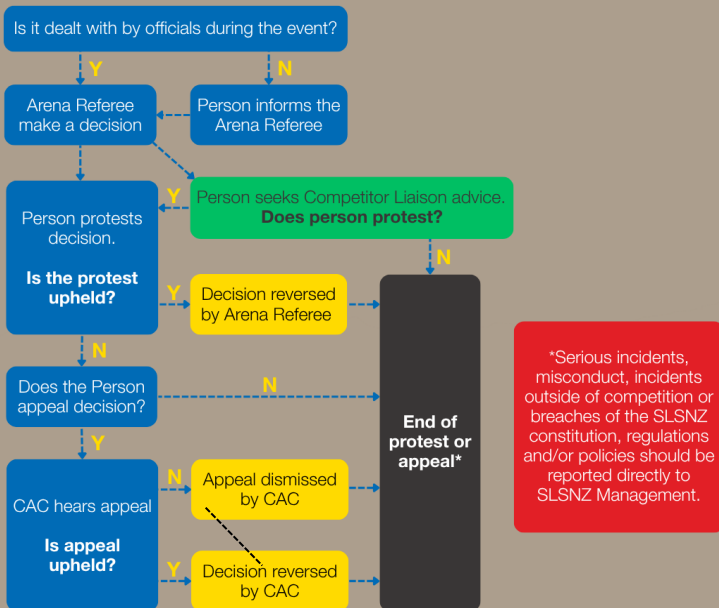 Is it dealt with by officials during the event?
Y
N
Arena Referee
make a decision
Person informs the
Arena Referee
Person protests
decision.
Is the protest
upheld?
Y
Person seeks Competitor Liaison advice.
Does person protest?
N
Y
Decision reversed
by Arena Referee
N
Does the Person
appeal decision?
N
Y
CAC hears appeal
Is appeal
upheld?
N
Appeal dismissed
by CAC
Y
Decision reversed
by CAC
End of
protest or
appeal*
*Serious incidents,
misconduct, incidents
outside of competition or
breaches of the SLSNZ
constitution, regulations
and/or policies should be
reported directly to
SLSNZ Management.